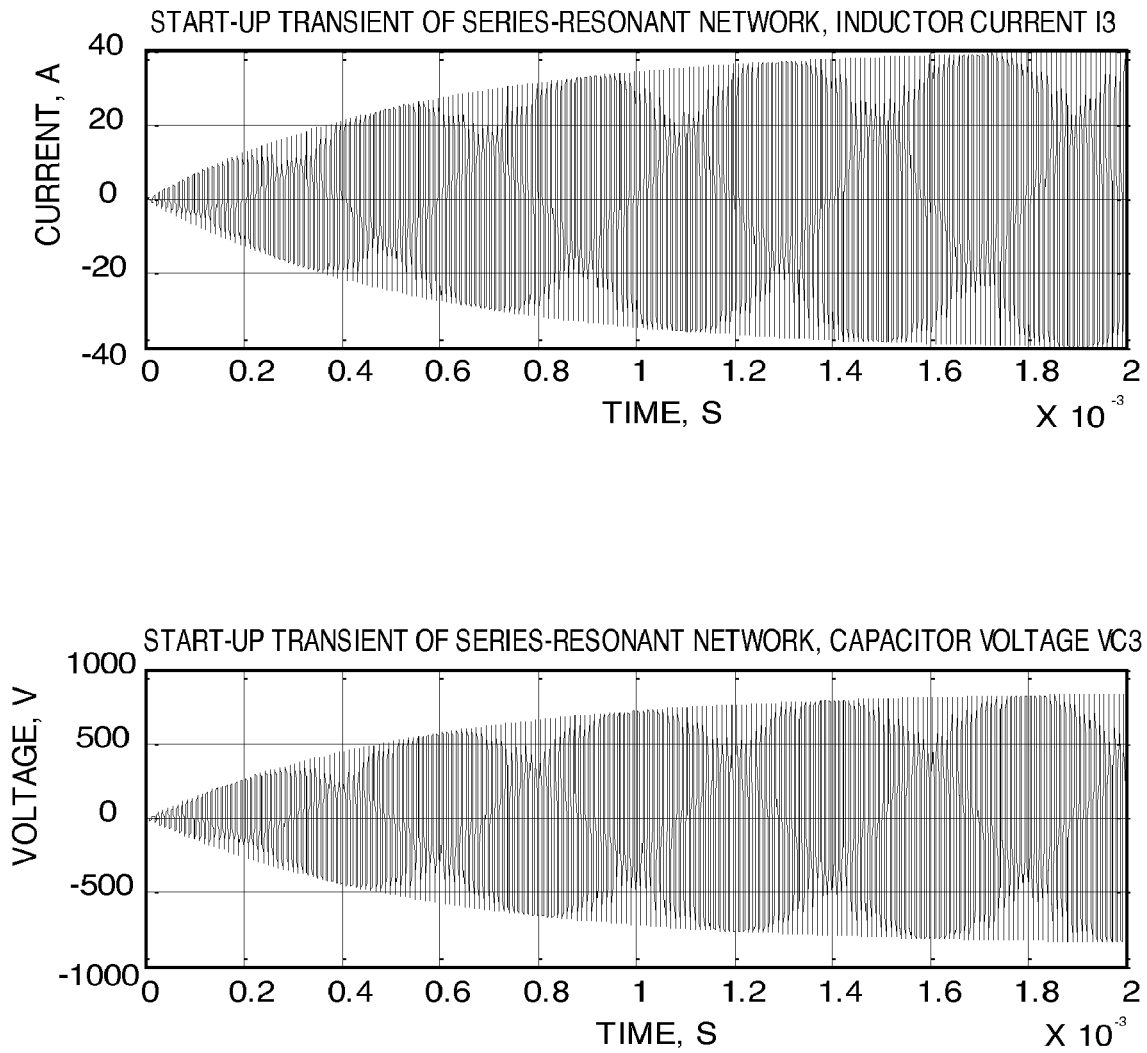 START-UP TRANSIENT OF SERIES-RESONANT NETWORK, INDUCTOR CURRENT I3
40
20
0
-20
-40
CURRENT, A
0 0.2 0.4 0.6 0.8 1 1.2 1.4 1.6 1.8 2
TIME, S
X 10 -3
START-UP TRANSIENT OF SERIES-RESONANT NETWORK, CAPACITOR VOLTAGE VC3
1000
500
0
-500
-1000
VOLTAGE, V
0 0.2 0.4 0.6 0.8 1 1.2 1.4 1.6 1.8 2
TIME, S
X 10 -3